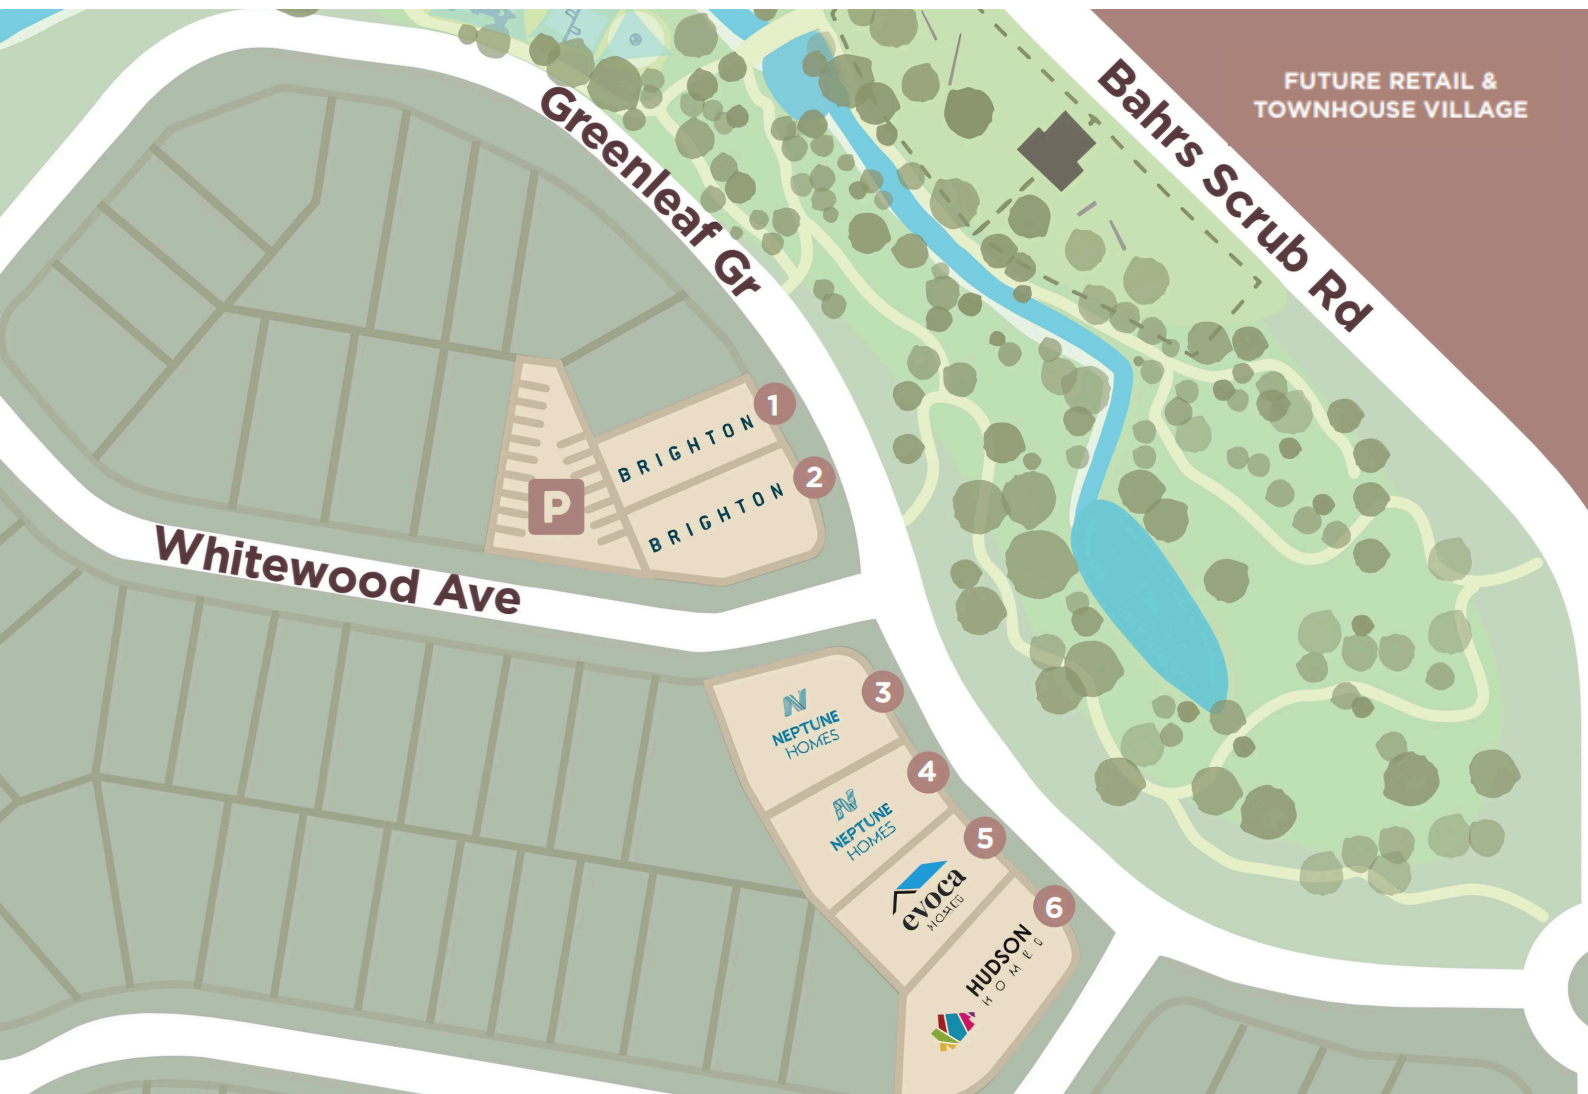 FUTURE RETAIL &
TOWNHOUSE VILLAGE
Bahrs Scrub Rd
Greenleaf Gr
1
BRIGHTON
2
BRIGHTON
P
Whitewood Ave
3
NEPTUNE
HOMES
4
NEPTUNE
HOMES
5
evoca
HOMES
6
HUDSON
HOMES